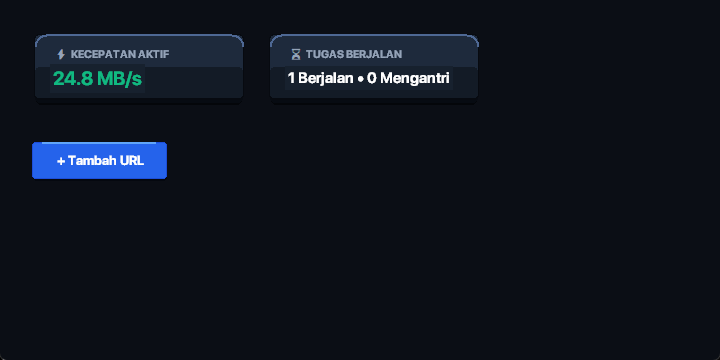 ⚡ KECEPATAN AKTIF
24.8 MB/s
⏳ TUGAS BERJALAN
1 Berjalan • 0 Mengantri
+ Tambah URL